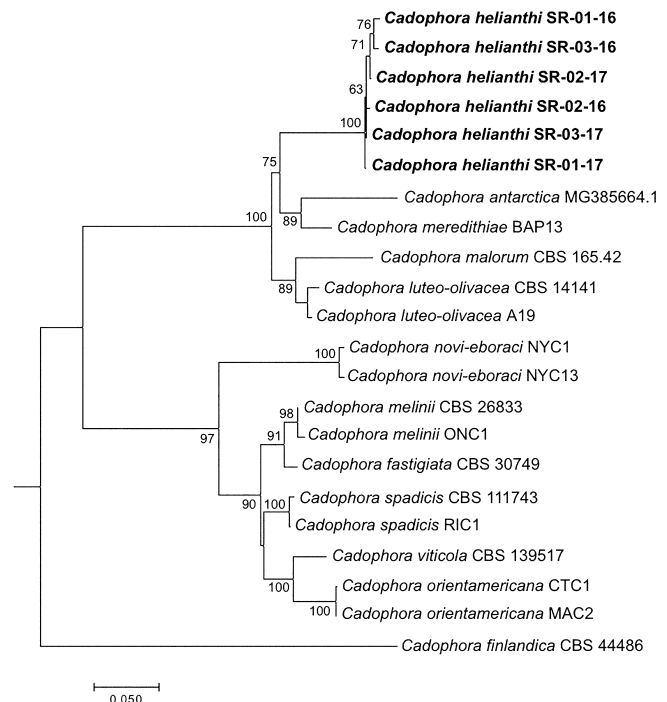 76
Cadophora helianthi SR-01-16
71
Cadophora helianthi SR-03-16
Cadophora helianthi SR-02-17
63
Cadophora helianthi SR-02-16
100
Cadophora helianthi SR-03-17
75
Cadophora helianthi SR-01-17
Cadophora antarctica MG385664.1
100
89
Cadophora meredithiae BAP13
Cadophora malorum CBS 165.42
89
Cadophora luteo-olivacea CBS 14141
Cadophora luteo-olivacea A19
100
Cadophora novi-eboraci NYC1
Cadophora novi-eboraci NYC13
98
Cadophora melinii CBS 26833
97
91
Cadophora melinii ONC1
Cadophora fastigiata CBS 30749
90
100
Cadophora spadicis CBS 111743
Cadophora spadicis RIC1
Cadophora viticola CBS 139517
100
Cadophora orientamericana CTC1
100
Cadophora orientamericana MAC2
Cadophora finlandica CBS 44486
0.050